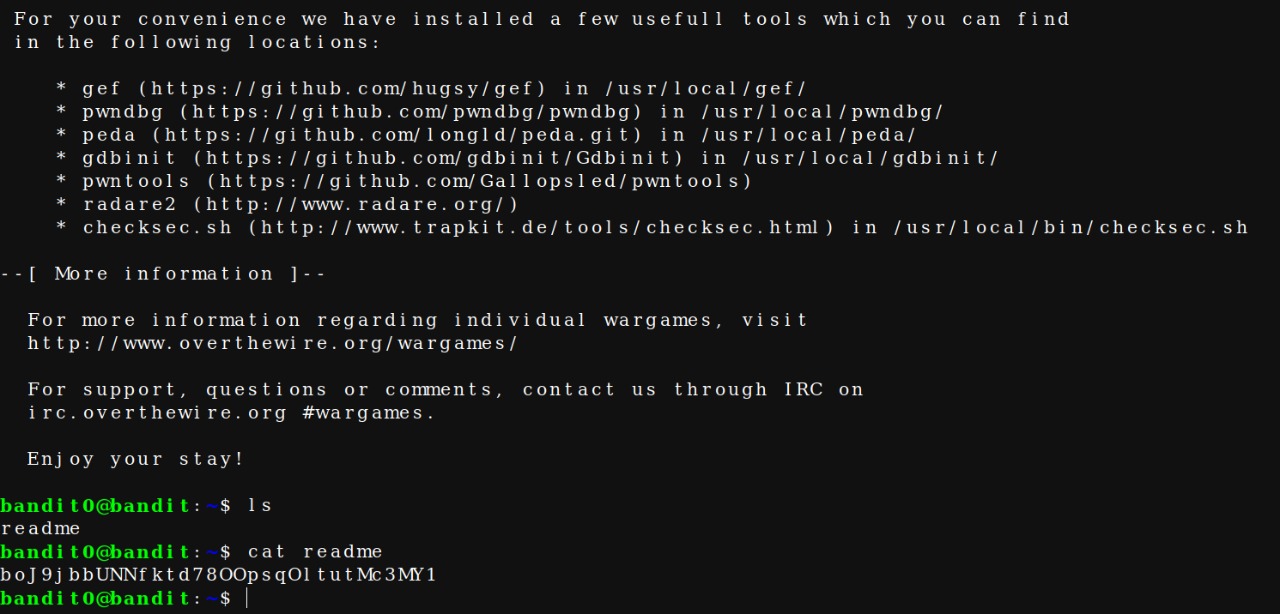 For your convenience we have installed a few usefull tools which you can find
in the following locations:
* gef (https://github.com/hugsy/gef) in /usr/local/gef/
* pwndbg (https://github.com/pwndbg/pwndbg) in /usr/local/pwndbg/
* peda (https://github.com/longld/peda.git) in /usr/local/peda/
* gdbinit (https://github.com/gdbinit/Gdbinit) in /usr/local/gdbinit/
* pwntools (https://github.com/Gallopsled/pwntools)
* radare2 (http://www.radare.org/)
* checksec.sh (http://www.trapkit.de/tools/checksec.html) in /usr/local/bin/checksec.sh
--[ More information ]--
For more information regarding individual wargames, visit
http://www.overthewire.org/wargames/
For support, questions or comments, contact us through IRC on
irc.overthewire.org #wargames.
Enjoy your stay!
bandit0@bandit:~$ ls
readme
bandit0@bandit:~$ cat readme
boJ9jbbUNNfktd78OOpsqOltutMc3MY1
bandit0@bandit:~$